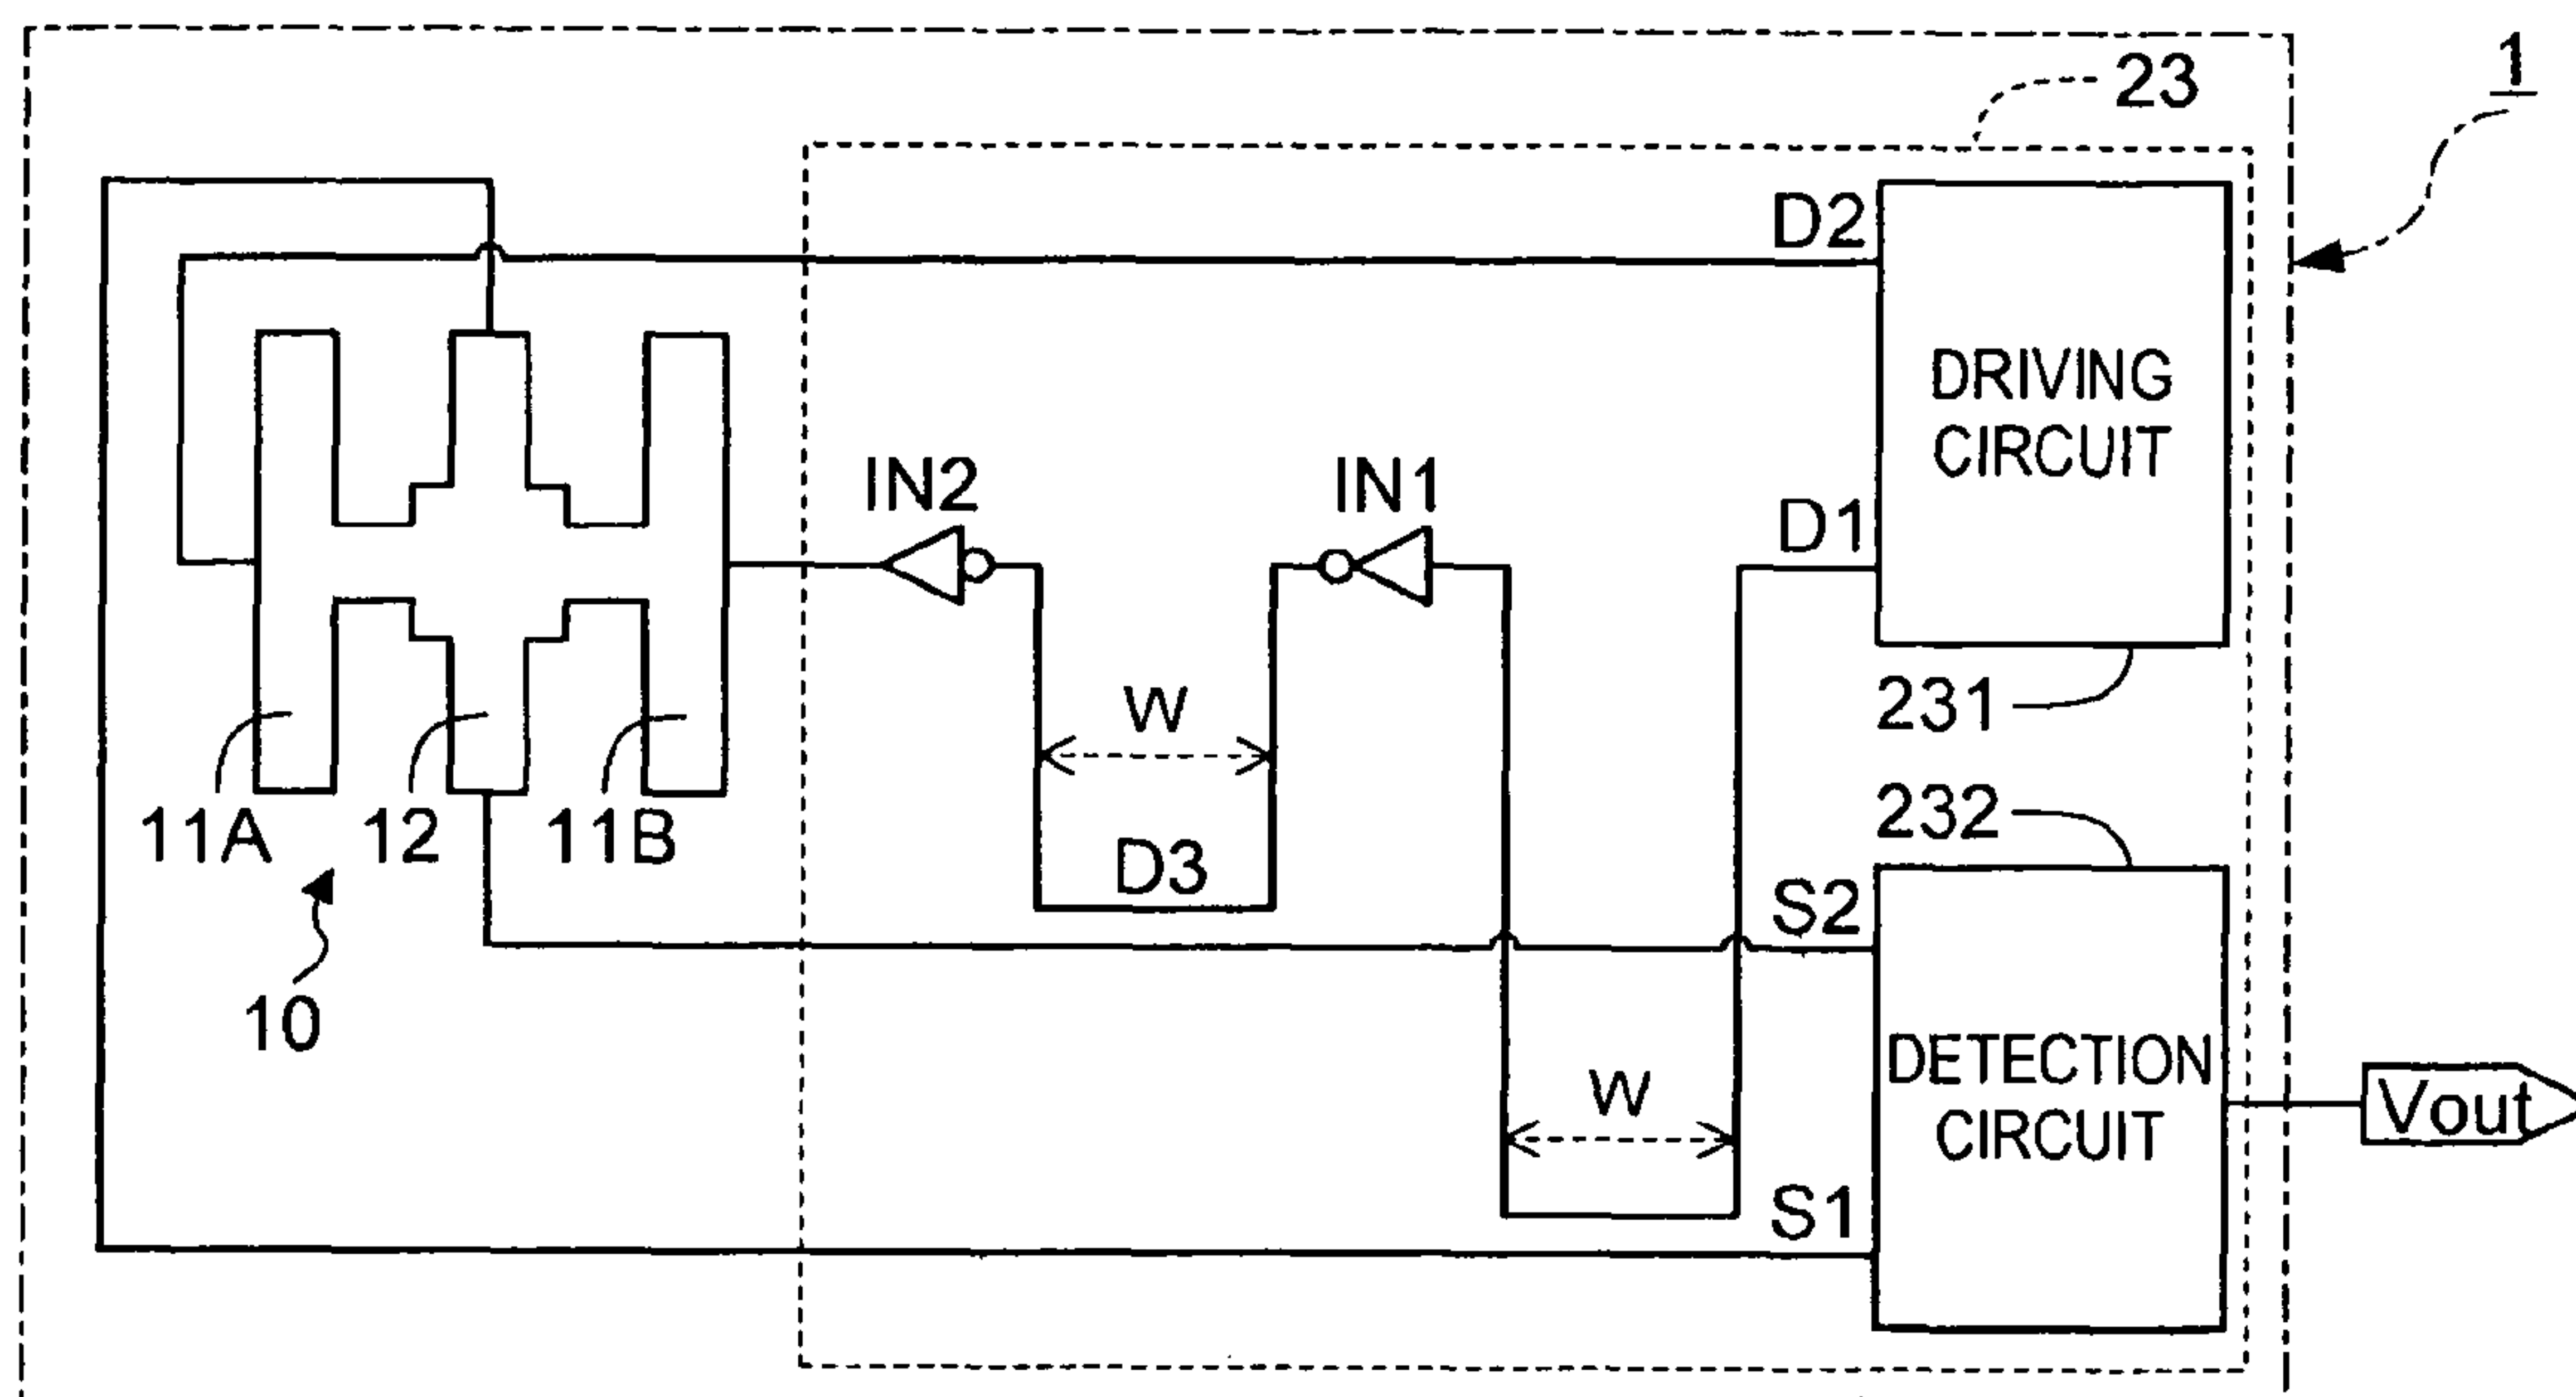 1
23
D2
DRIVING
CIRCUIT
IN2
IN1
D1
231
W
232
11A
12
11B
D3
S2
10
DETECTION
CIRCUIT
W
Vout
S1